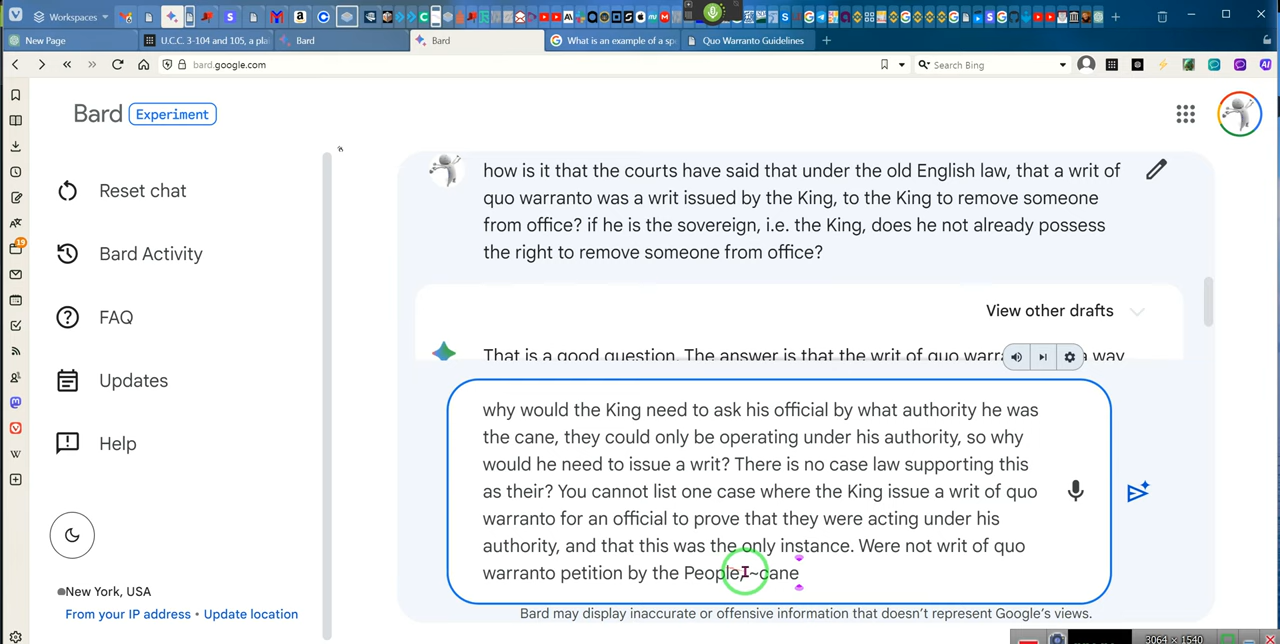 Workspaces
New Page
U.C.C. 3-104 and 105, a pla
Bard
Bard
What is an example of a sp
Quo Warranto Guidelines
bard.google.com
Search Bing
Bard Experiment
Reset chat
Bard Activity
FAQ
Updates
Help
New York, USA
From your IP address • Update location
how is it that the courts have said that under the old English law, that a writ of
quo warranto was a writ issued by the King, to the King to remove someone
from office? if he is the sovereign, i.e. the King, does he not already possess
the right to remove someone from office?
View other drafts
That is a good question. The answer is that the writ of quo warra a way
why would the King need to ask his official by what authority he was
the cane, they could only be operating under his authority, so why
would he need to issue a writ? There is no case law supporting this
as their? You cannot list one case where the King issue a writ of quo
warranto for an official to prove that they were acting under his
authority, and that this was the only instance. Were not writ of quo
warranto petition by the People, ~cane
Bard may display inaccurate or offensive information that doesn't represent Google's views.
19
3064 × 1540